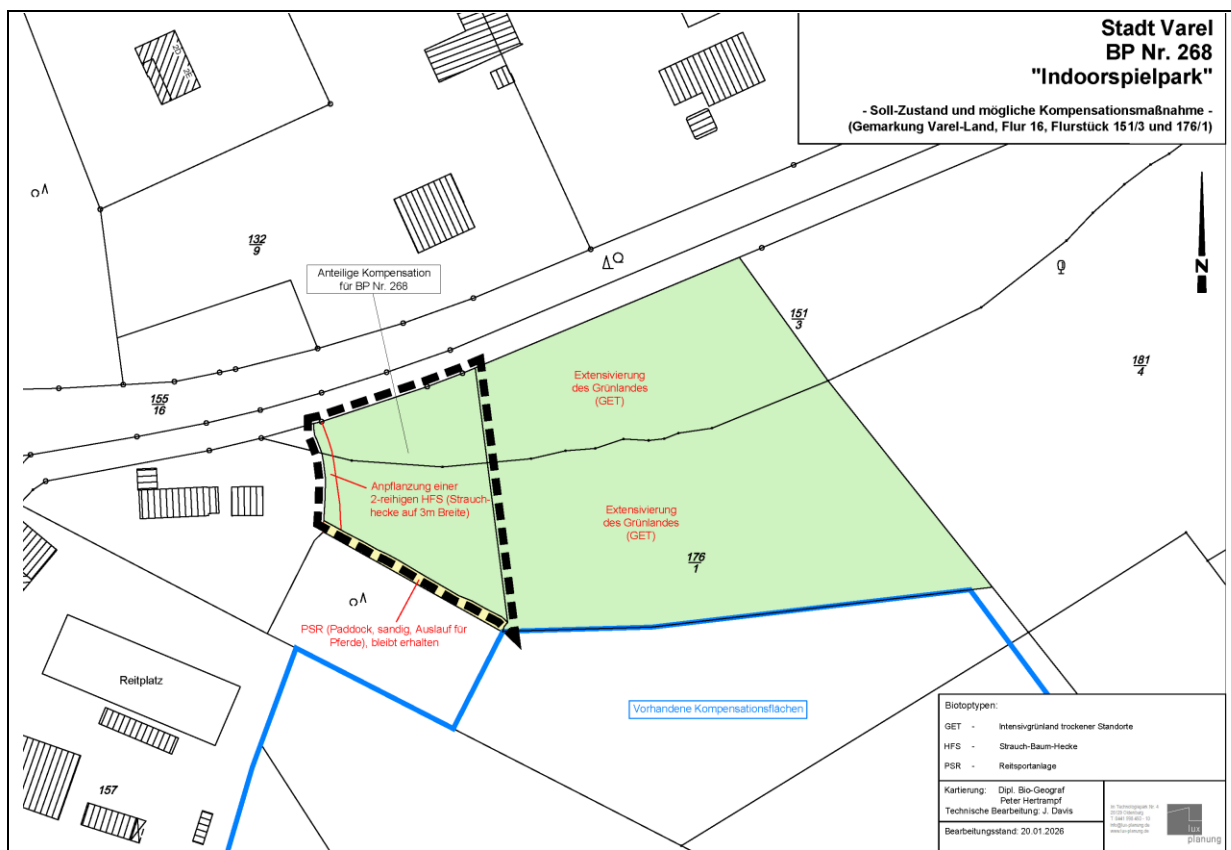 Stadt Varel
BP Nr. 268
"Indoorspielpark"
- Soll-Zustand und mögliche Kompensationsmaßnahme -
(Gemarkung Varel-Land, Flur 16, Flurstück 151/3 und 176/1)
2D
2E
132
9
Anteilige Kompensation
für BP Nr. 268
N
151
3
181
4
155
16
Extensivierung
des Grünlandes
(GET)
Anpflanzung einer
2-reihigen HFS (Strauch-
hecke auf 3m Breite)
Extensivierung
des Grünlandes
(GET)
176
1
PSR (Paddock, sandig, Auslauf für
Pferde), bleibt erhalten
Reitplatz
Vorhandene Kompensationsflächen
157
Biotoptypen:
GET - Intensivgrünland trockener Standorte
HFS - Strauch-Baum-Hecke
PSR - Reitsportanlage
Kartierung: Dipl. Bio-Geograf
Peter Hertrampf
Technische Bearbeitung: J. Davis
Bearbeitungsstand: 20.01.2026
lux
planung